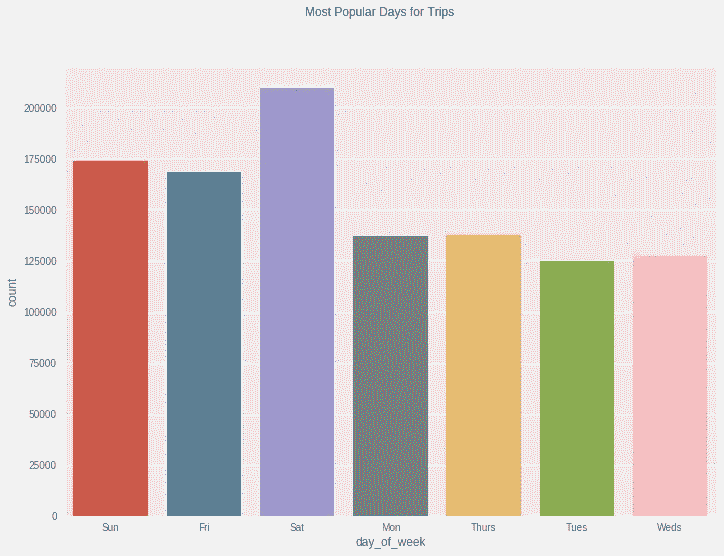 Most Popular Days for Trips
count
200000
175000
150000
125000
100000
75000
50000
25000
0
Sun Fri Sat Mon Thurs Tues Weds
day_of_week